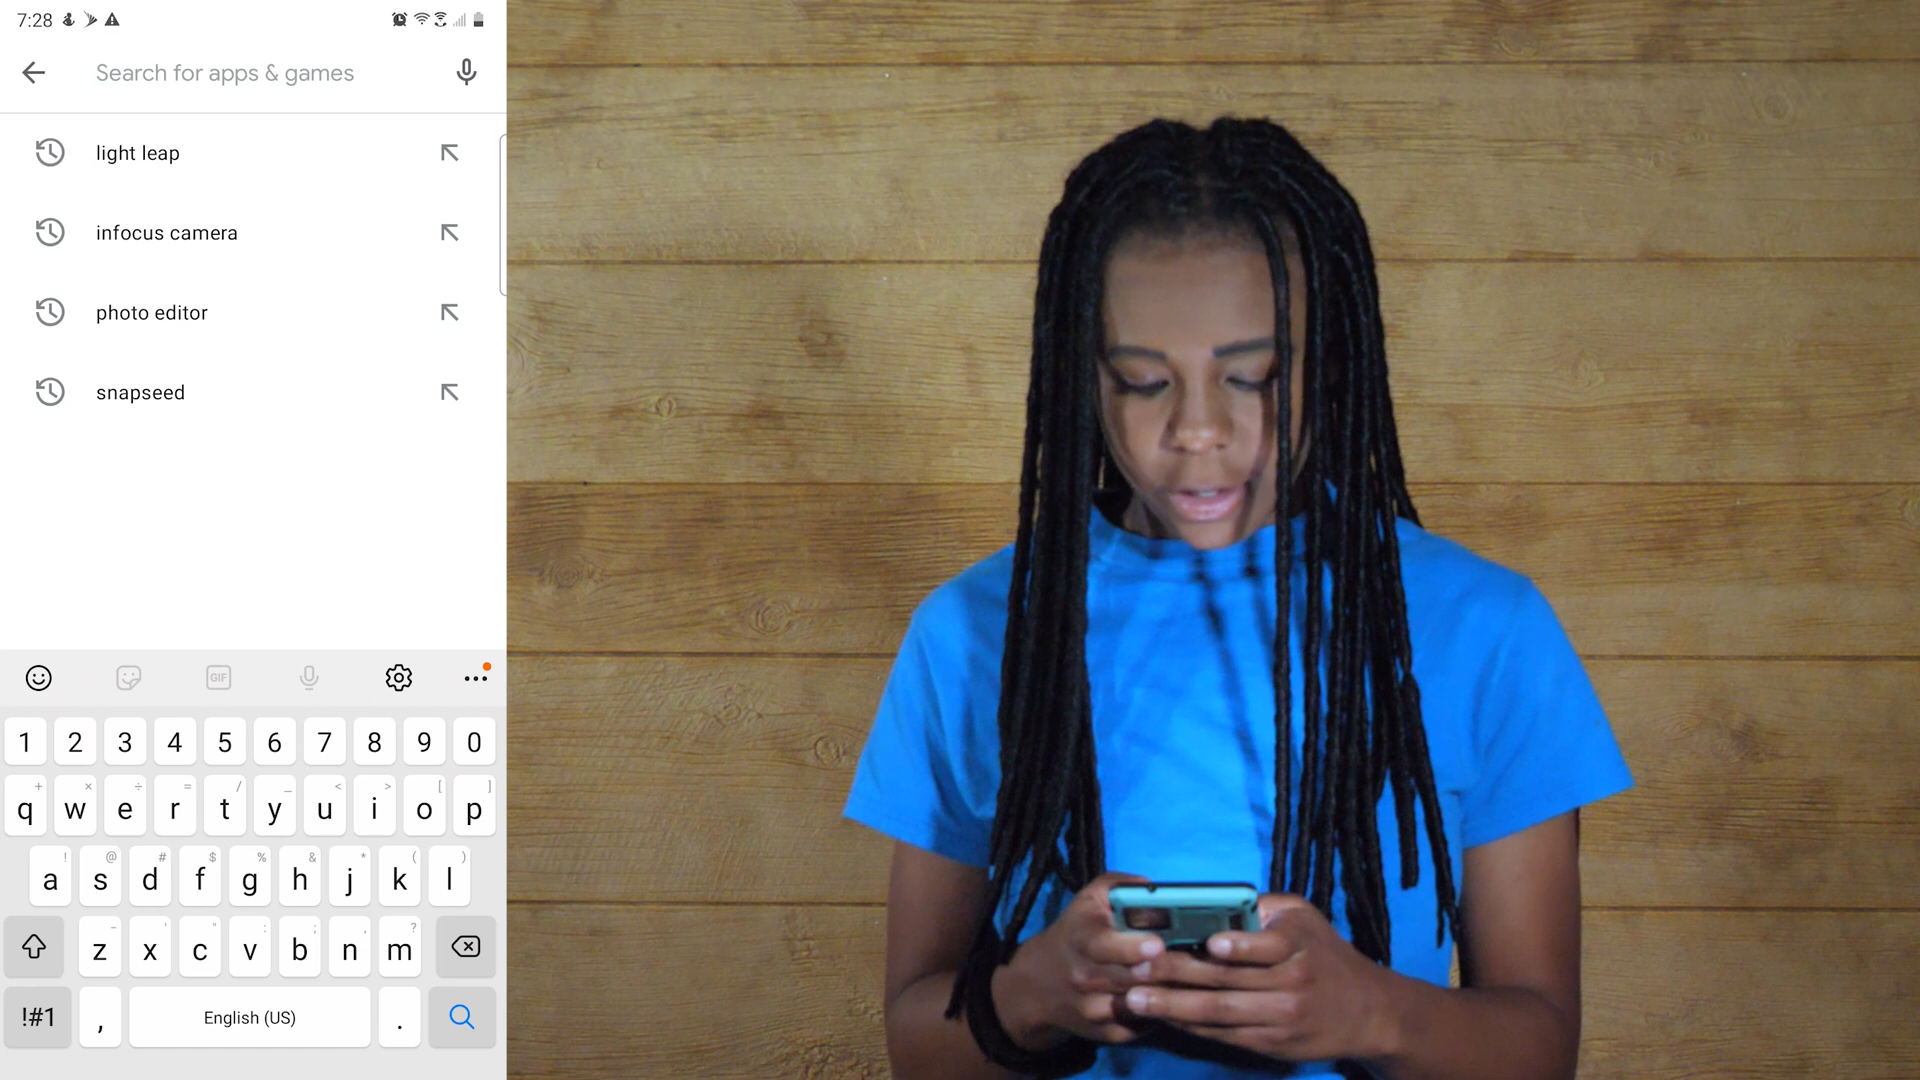 7:28
Search for apps & games
light leap
infocus camera
photo editor
snapseed
GIF
1 2 3 4 5 6 7 8 9 0
+ × ÷ = / _ < > [ ]
q w e r t y u i o p
! @ # $ % & * ( )
a s d f g h j k l
- ' " : ; , ?
z x c v b n m
!#1 , English (US) .